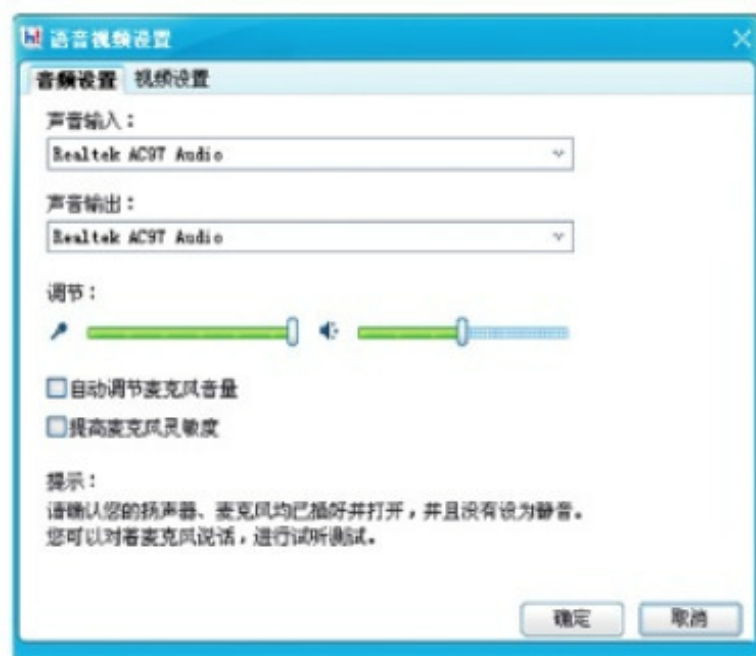 h! 语音视频设置
音频设置 视频设置
声音输入：
Realtek AC97 Audio
声音输出：
Realtek AC97 Audio
调节：
自动调节麦克风音量
提高麦克风灵敏度
提示：
请确认您的扬声器、麦克风均已插好并打开，并且没有设为静音。
您可以对着麦克风说话，进行试听测试。
确定 取消